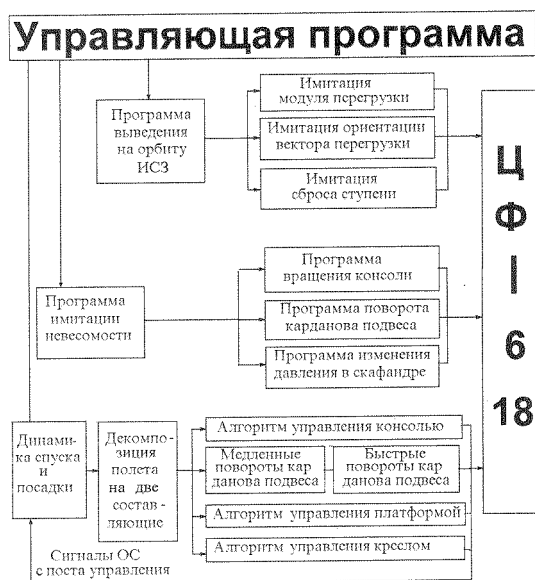 Управляющая программа
Программа
выведения
на орбиту
ИСЗ
Имитация
модуля перегрузки
Имитация ориентации
вектора перегрузки
Имитация
сброса ступени
Программа
имитации
невесомости
Программа
вращения консоли
Программа поворота
карданова подвеса
Программа изменения
давления в скафандре
Динами-
ка спуска
и
посадки
Декомпо-
зиция
полета
на две
состав -
ляющие
Алгоритм управления консолью
Медленные
повороты кар
данова подвеса
Быстрые
повороты кар
данова подвеса
Алгоритм управления платформой
Алгоритм управления креслом
Сигналы ОС
с поста управления
Ц
Ф
I
6
18